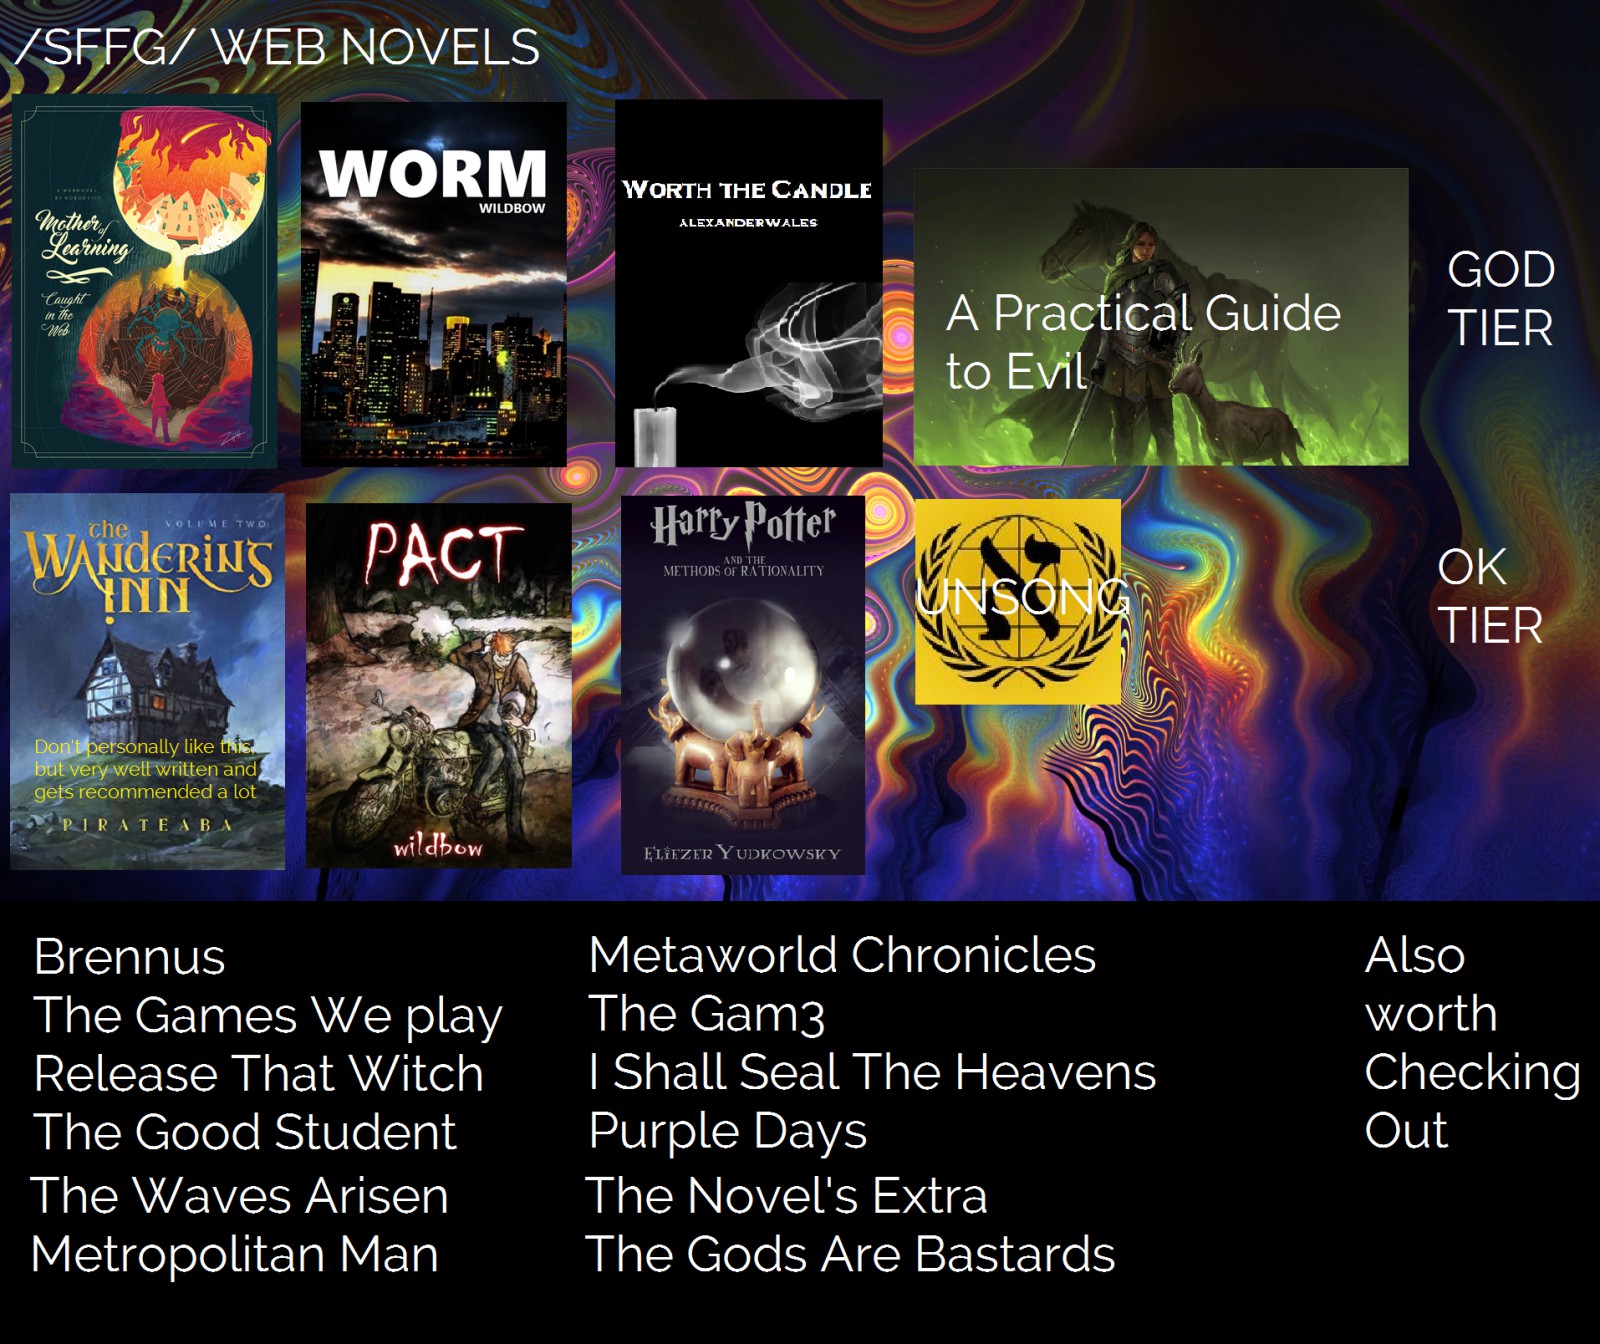 /SFFG/ WEB NOVELS
A WEBNOVEL
BY NOBODY103
Mother of
Learning
Caught
in the
Web
WORM
WILDBOW
WORTH THE CANDLE
ALEXANDERWALES
A Practical Guide
to Evil
GOD
TIER
the
VOLUME TWO
WANDERING
INN
Don't personally like this,
but very well written and
gets recommended a lot
PIRATEABA
PACT
wildbow
Harry Potter
AND THE
METHODS OF RATIONALITY
ELIEZER YUDKOWSKY
UNSONG
א
OK
TIER
Brennus
The Games We play
Release That Witch
The Good Student
The Waves Arisen
Metropolitan Man
Metaworld Chronicles
The Gam3
I Shall Seal The Heavens
Purple Days
The Novel's Extra
The Gods Are Bastards
Also
worth
Checking
Out